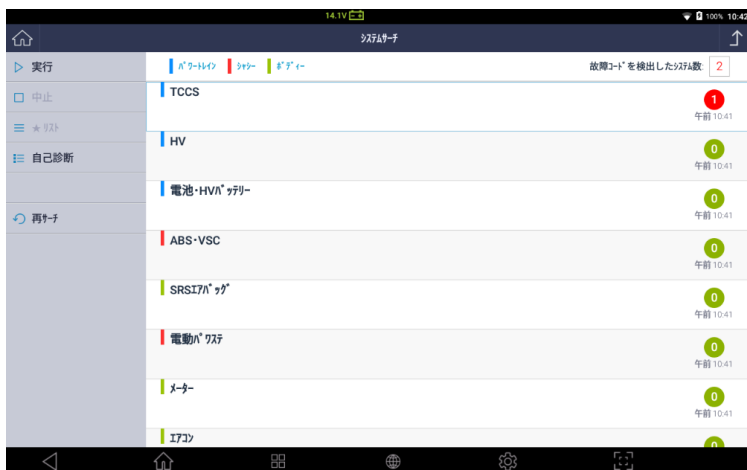 14.1V
100% 10:42
ｼｽﾃﾑｻｰﾁ
実行
ﾊﾟﾜｰﾄﾚｲﾝ ｼｬｼｰ ﾎﾞﾃﾞｨｰ
故障ｺｰﾄﾞを検出したｼｽﾃﾑ数: 2
中止
★ ﾘｽﾄ
自己診断
再ｻｰﾁ
TCCS
1
午前 10:41
HV
0
午前 10:41
電池･HVﾊﾞｯﾃﾘｰ
0
午前 10:41
ABS･VSC
0
午前 10:41
SRSｴｱﾊﾞｯｸﾞ
0
午前 10:41
電動ﾊﾟﾜｽﾃ
0
午前 10:41
ﾒｰﾀｰ
0
午前 10:41
ｴｱｺﾝ
0